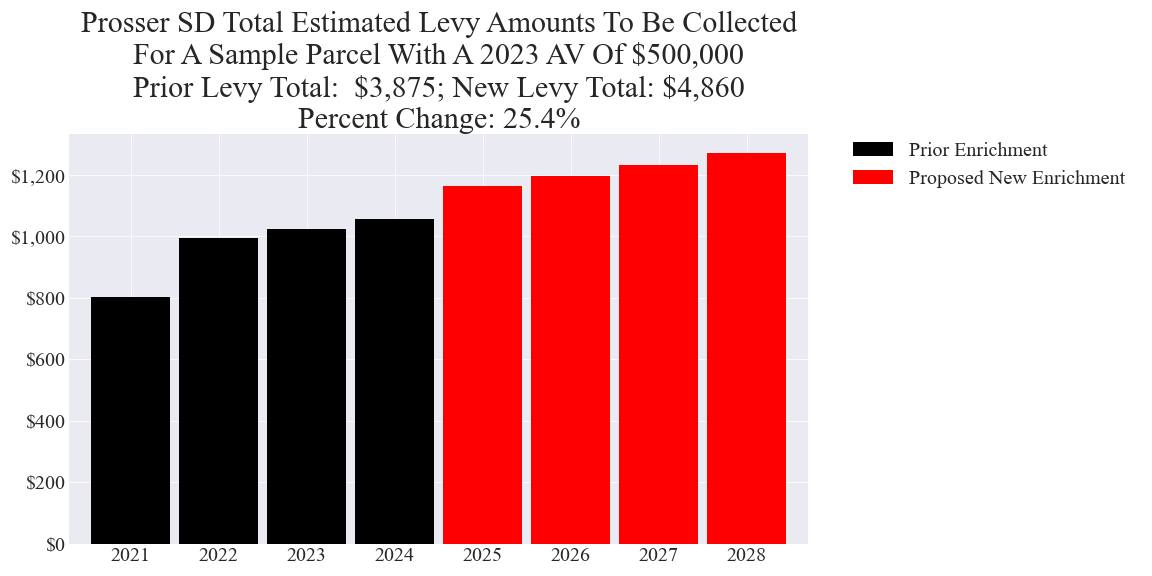 Prosser SD Total Estimated Levy Amounts To Be Collected
For A Sample Parcel With A 2023 AV Of $500,000
Prior Levy Total:  $3,875; New Levy Total: $4,860
Percent Change: 25.4%
Prior Enrichment
Proposed New Enrichment
$1,200
$1,000
$800
$600
$400
$200
$0
2021 2022 2023 2024 2025 2026 2027 2028